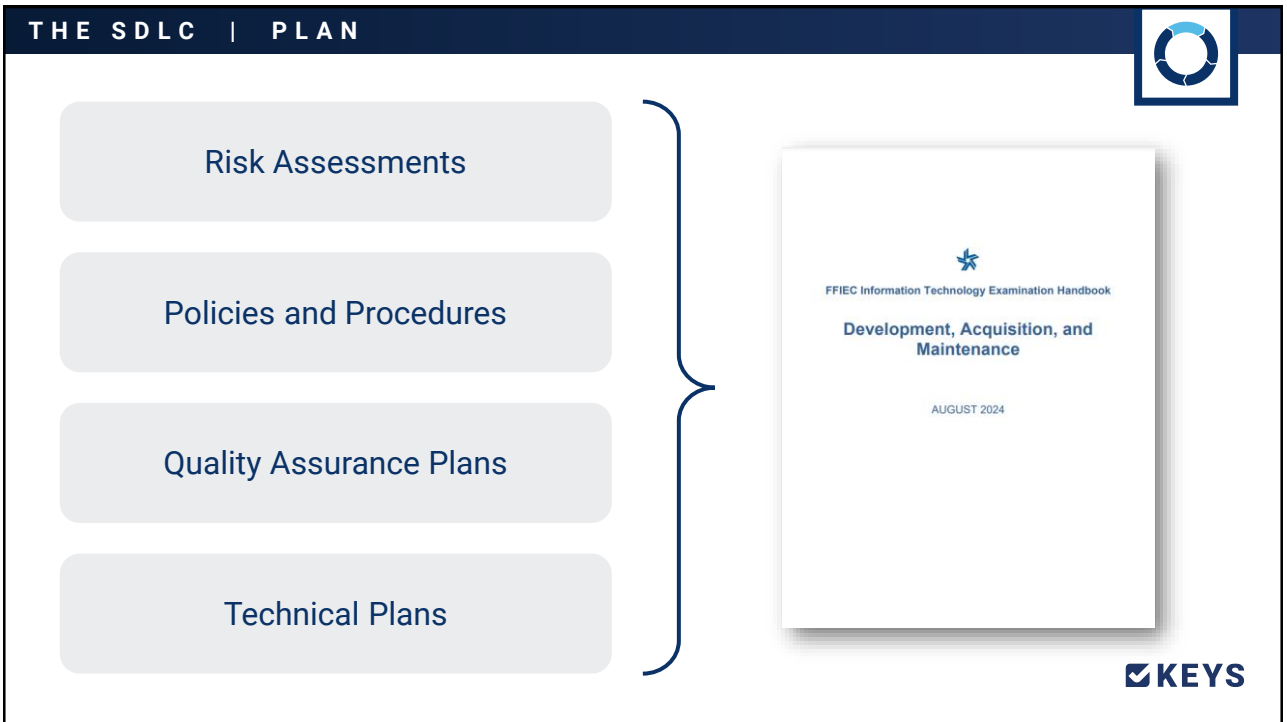 THE SDLC | PLAN
Risk Assessments
Policies and Procedures
Quality Assurance Plans
Technical Plans
FFIEC Information Technology Examination Handbook
Development, Acquisition, and
Maintenance
AUGUST 2024
KEYS